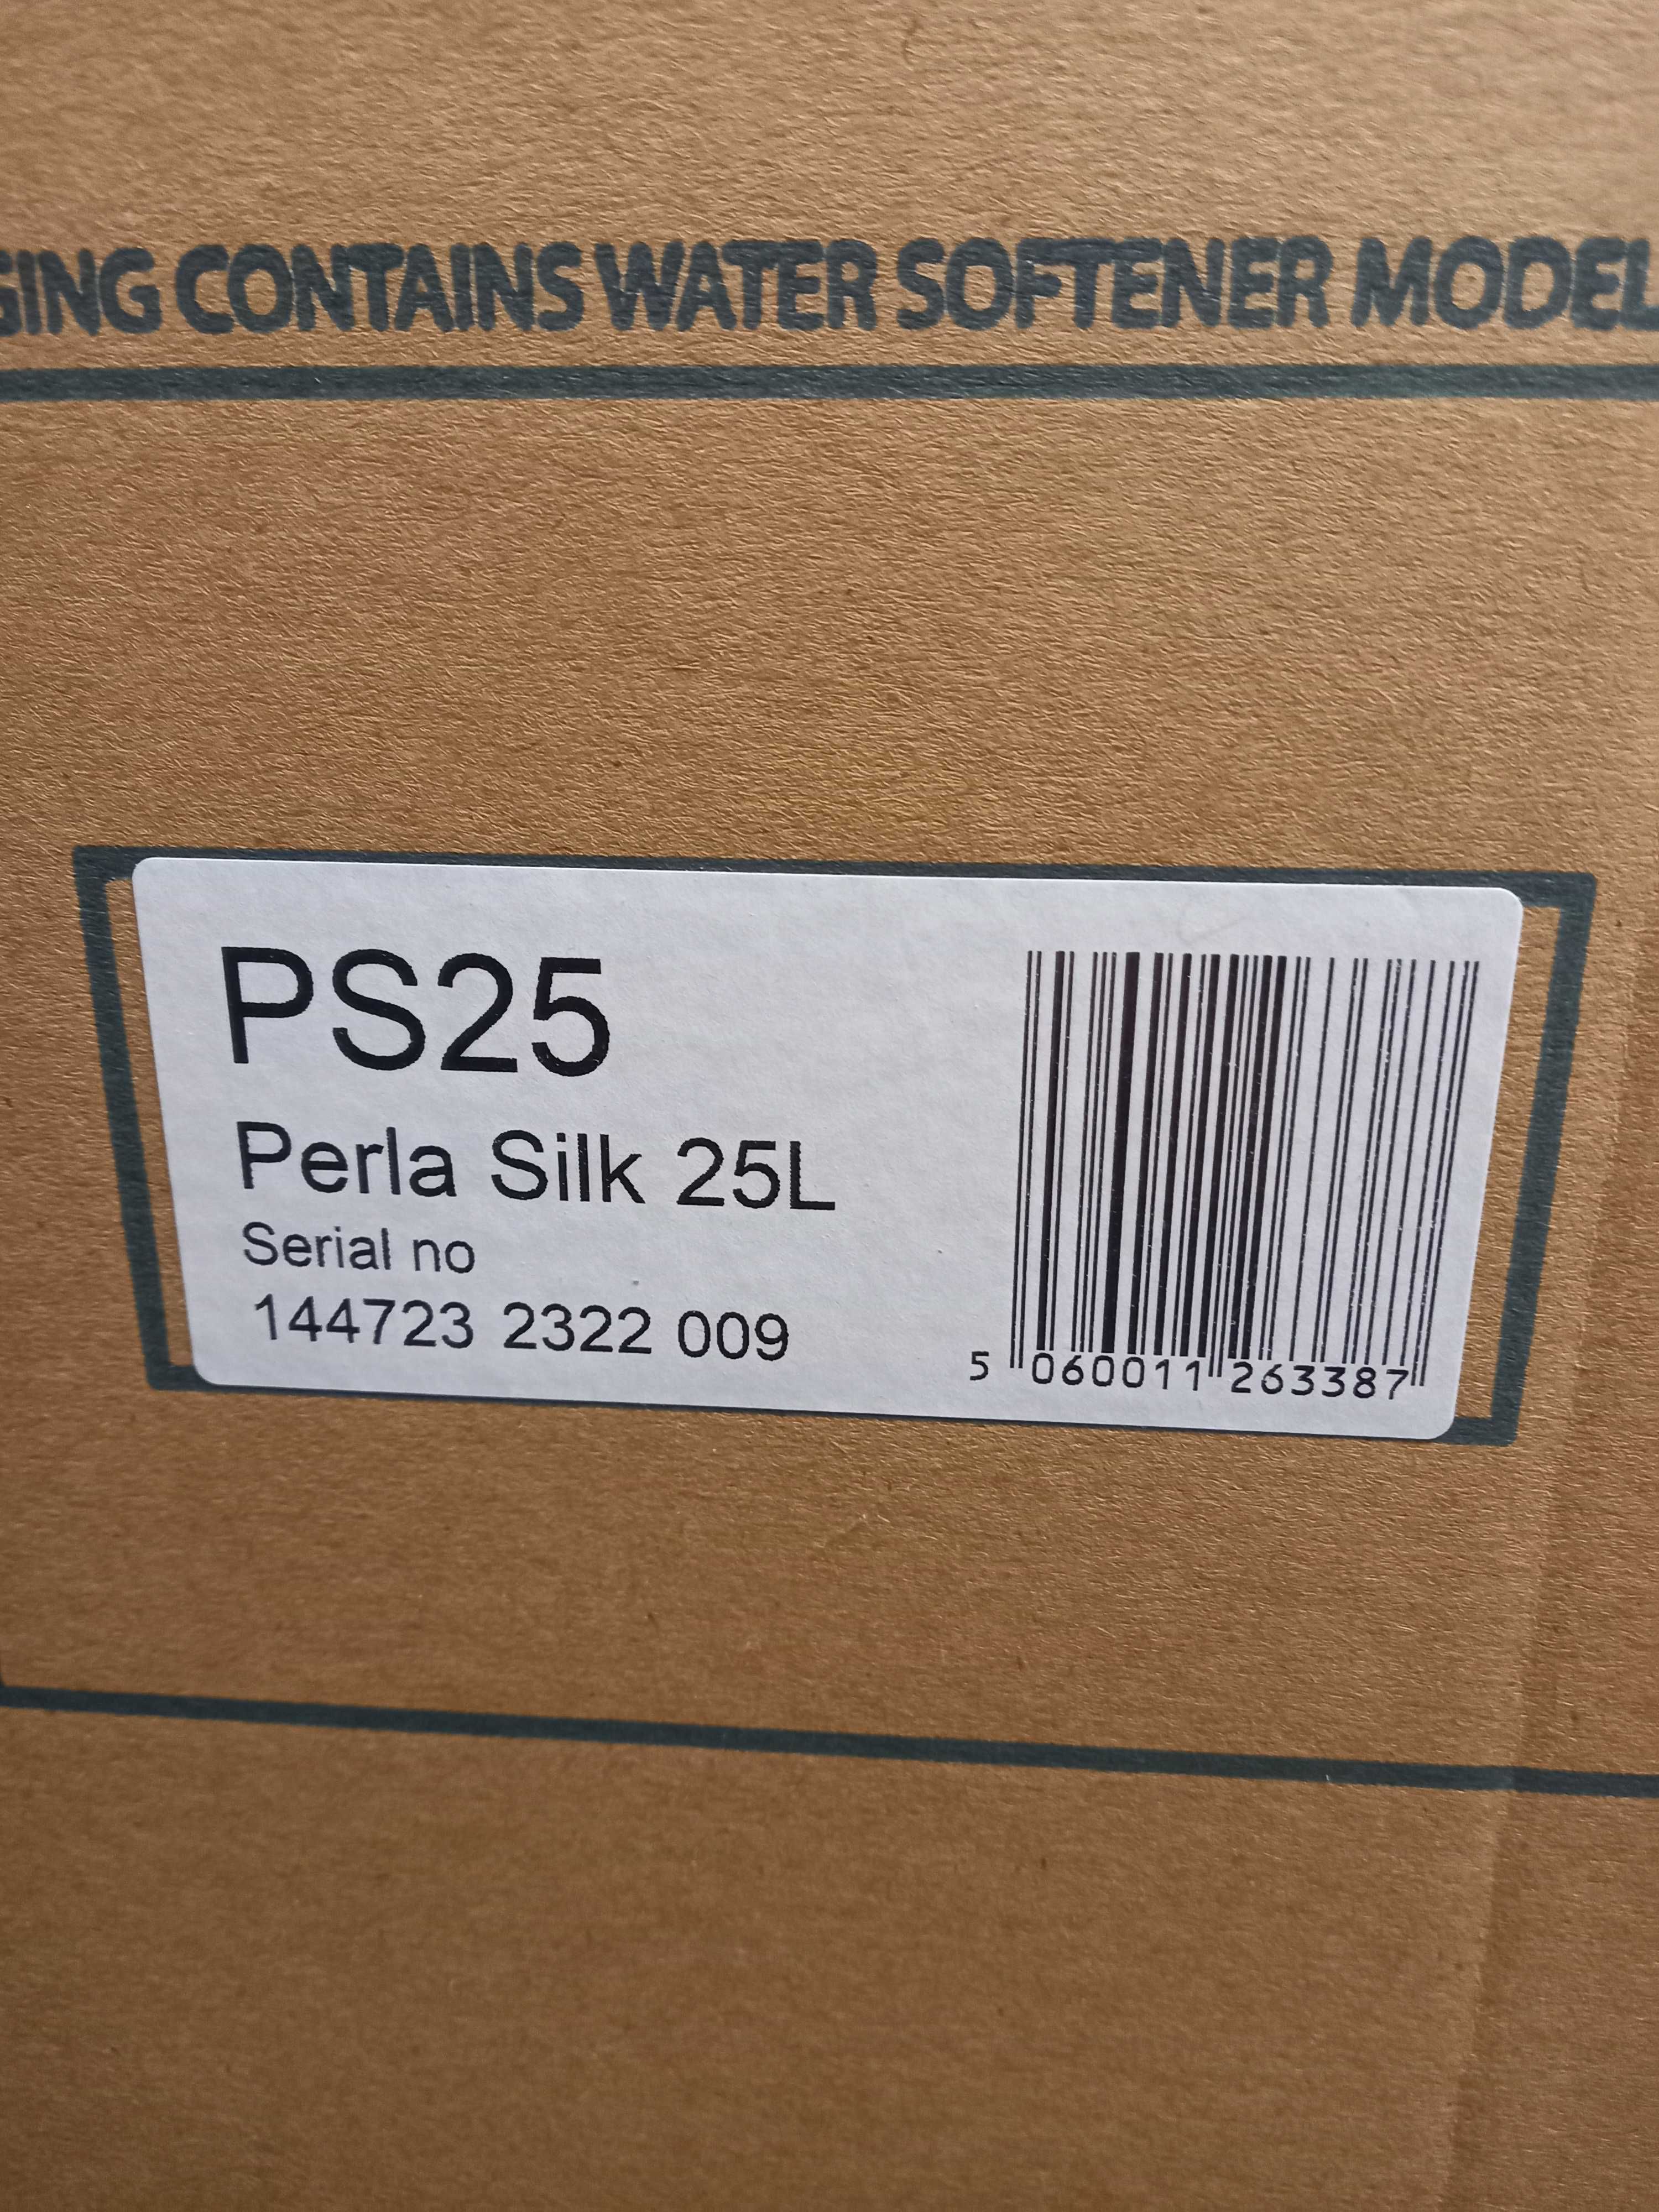 GING CONTAINS WATER SOFTENER MODEL
PS25
Perla Silk 25L
Serial no
144723 2322 009
5 060011 263387